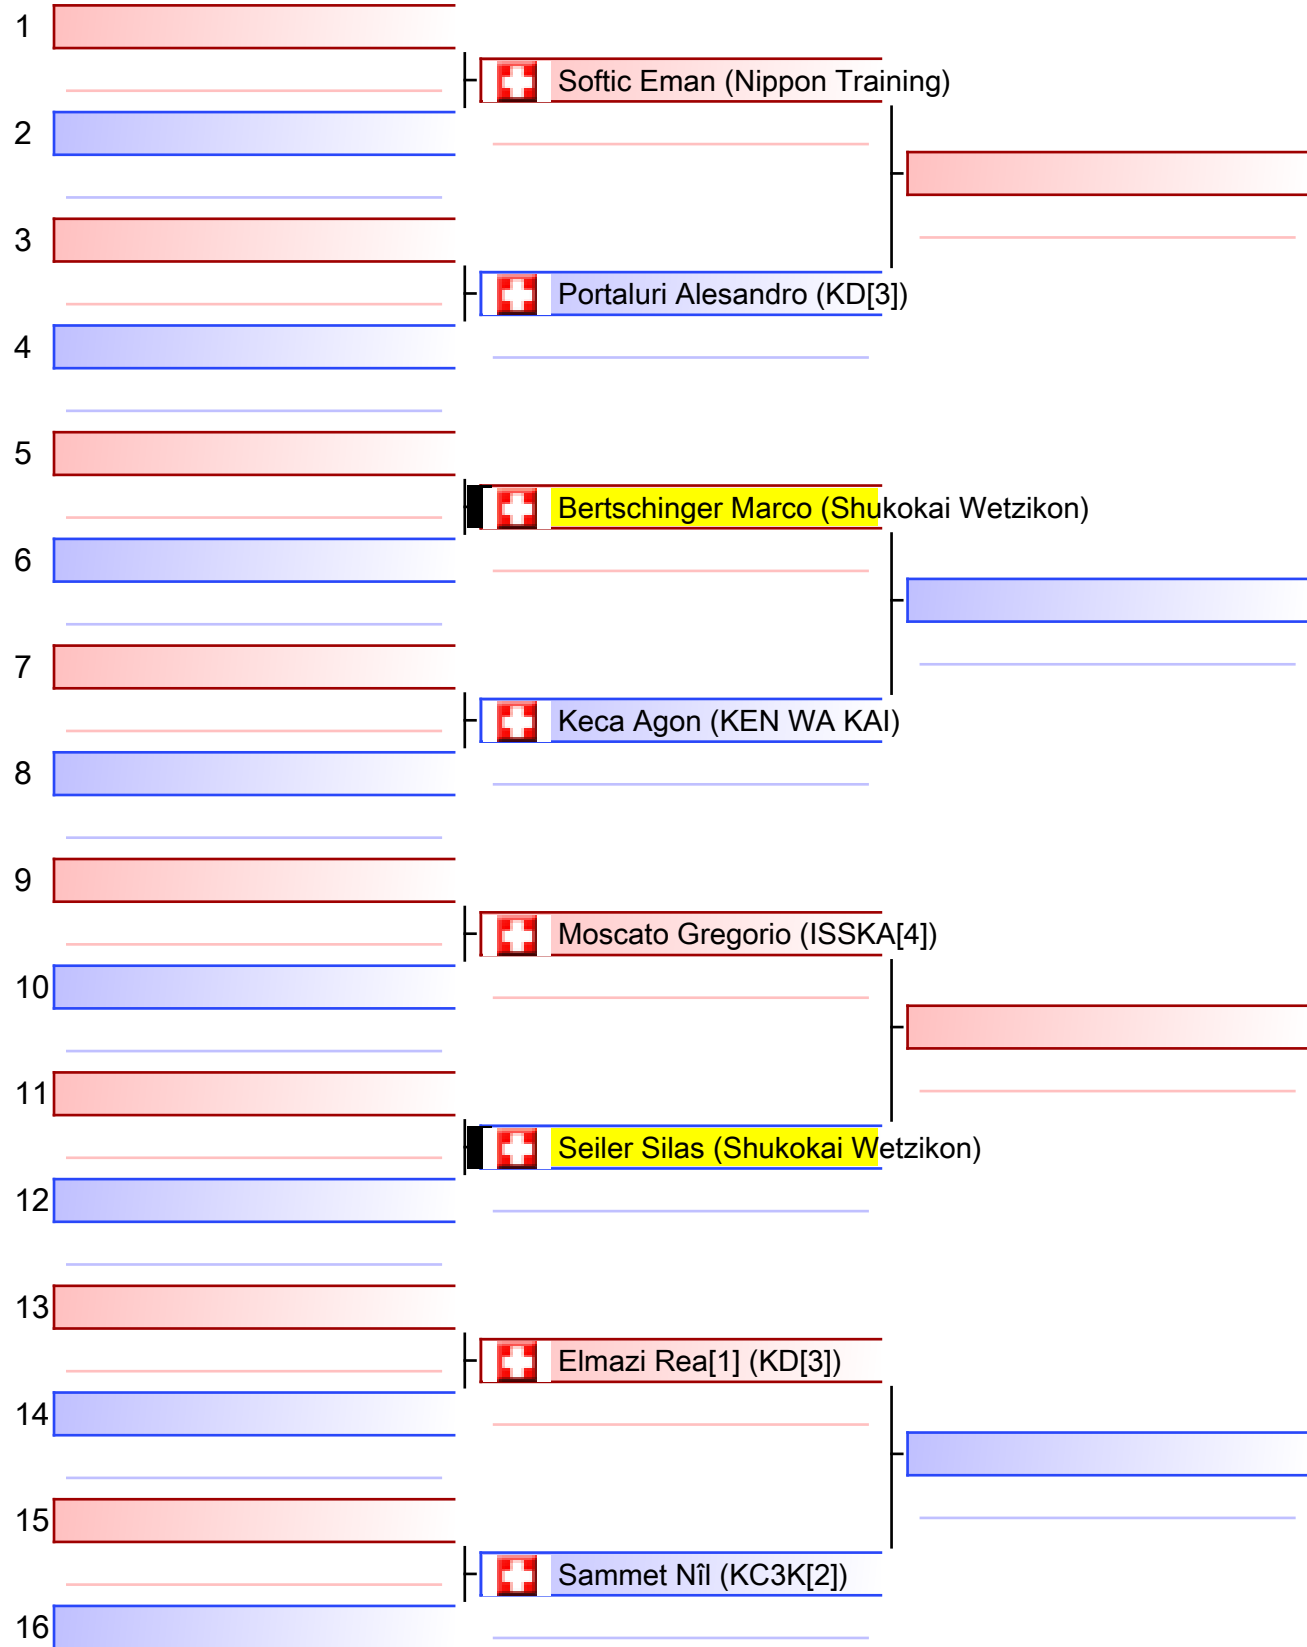 1
Softic Eman (Nippon Training)
2
3
Portaluri Alesandro (KD[3])
4
5
Bertschinger Marco (Shukokai Wetzikon)
6
7
Keca Agon (KEN WA KAI)
8
9
Moscato Gregorio (ISSKA[4])
10
11
Seiler Silas (Shukokai Wetzikon)
12
13
Elmazi Rea[1] (KD[3])
14
15
Sammet Nîl (KC3K[2])
16